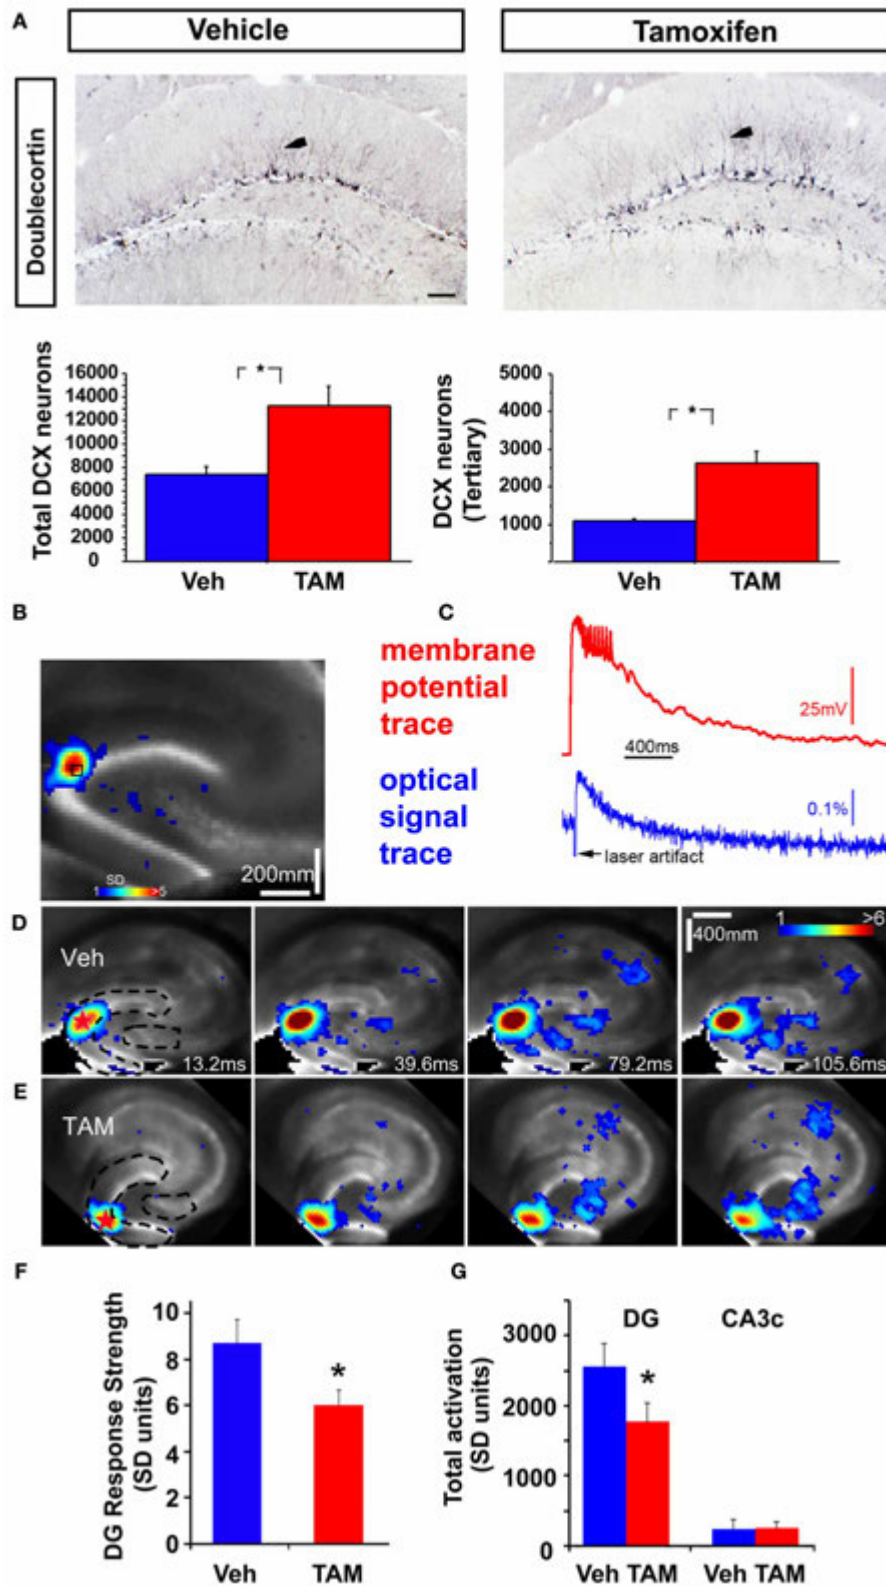 A
Vehicle
Tamoxifen
Doublecortin
Total DCX neurons
16000
14000
12000
10000
8000
6000
4000
2000
0
*
Veh
TAM
DCX neurons
(Tertiary)
5000
4000
3000
2000
1000
*
Veh
TAM
B
SD
1
>5
200mm
C
membrane
potential
trace
25mV
400ms
optical
signal
trace
0.1%
laser artifact
D
Veh
13.2ms
39.6ms
79.2ms
105.6ms
1
>6
400mm
E
TAM
F
DG Response Strength
(SD units)
10
8
6
4
2
0
*
Veh
TAM
G
Total activation
(SD units)
3000
2000
1000
0
DG
CA3c
*
Veh TAM
Veh TAM